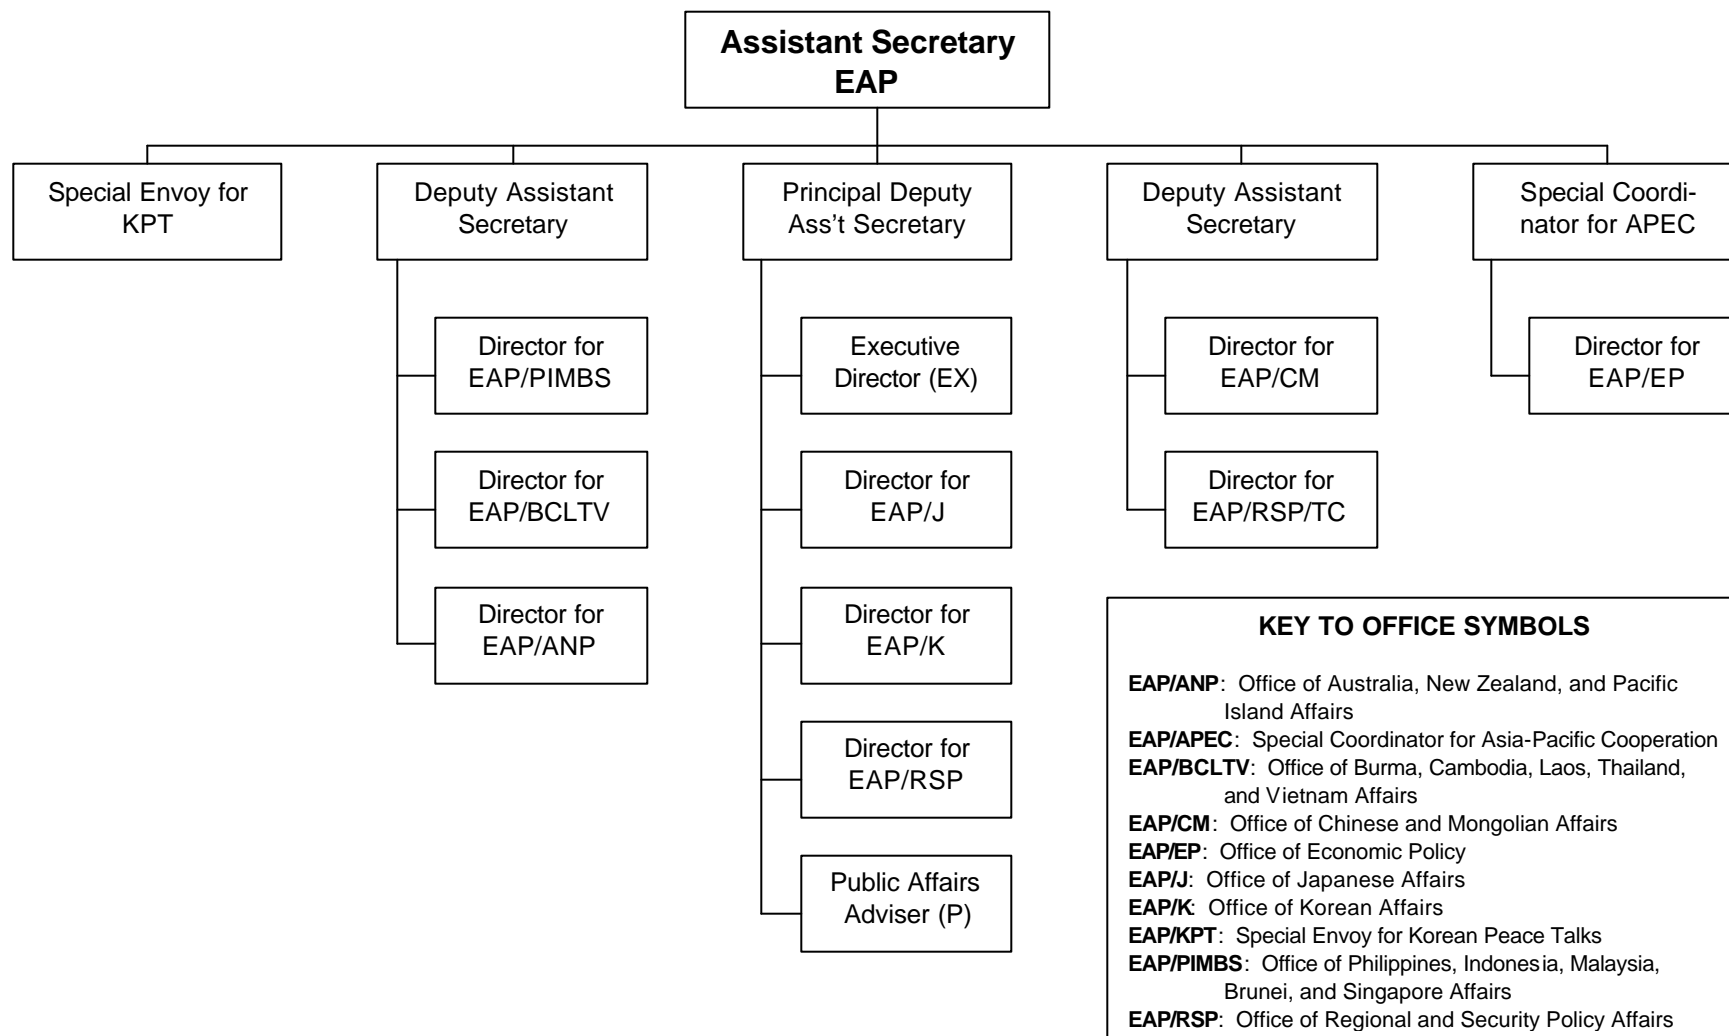 Assistant Secretary
EAP
Special Envoy for
KPT
Deputy Assistant
Secretary
Principal Deputy
Ass't Secretary
Deputy Assistant
Secretary
Special Coordi-
nator for APEC
Director for
EAP/PIMBS
Executive
Director (EX)
Director for
EAP/CM
Director for
EAP/EP
Director for
EAP/BCLTV
Director for
EAP/J
Director for
EAP/RSP/TC
Director for
EAP/ANP
Director for
EAP/K
Director for
EAP/RSP
Public Affairs
Adviser (P)
KEY TO OFFICE SYMBOLS
EAP/ANP: Office of Australia, New Zealand, and Pacific
Island Affairs
EAP/APEC: Special Coordinator for Asia-Pacific Cooperation
EAP/BCLTV: Office of Burma, Cambodia, Laos, Thailand,
and Vietnam Affairs
EAP/CM: Office of Chinese and Mongolian Affairs
EAP/EP: Office of Economic Policy
EAP/J: Office of Japanese Affairs
EAP/K: Office of Korean Affairs
EAP/KPT: Special Envoy for Korean Peace Talks
EAP/PIMBS: Office of Philippines, Indonesia, Malaysia,
Brunei, and Singapore Affairs
EAP/RSP: Office of Regional and Security Policy Affairs